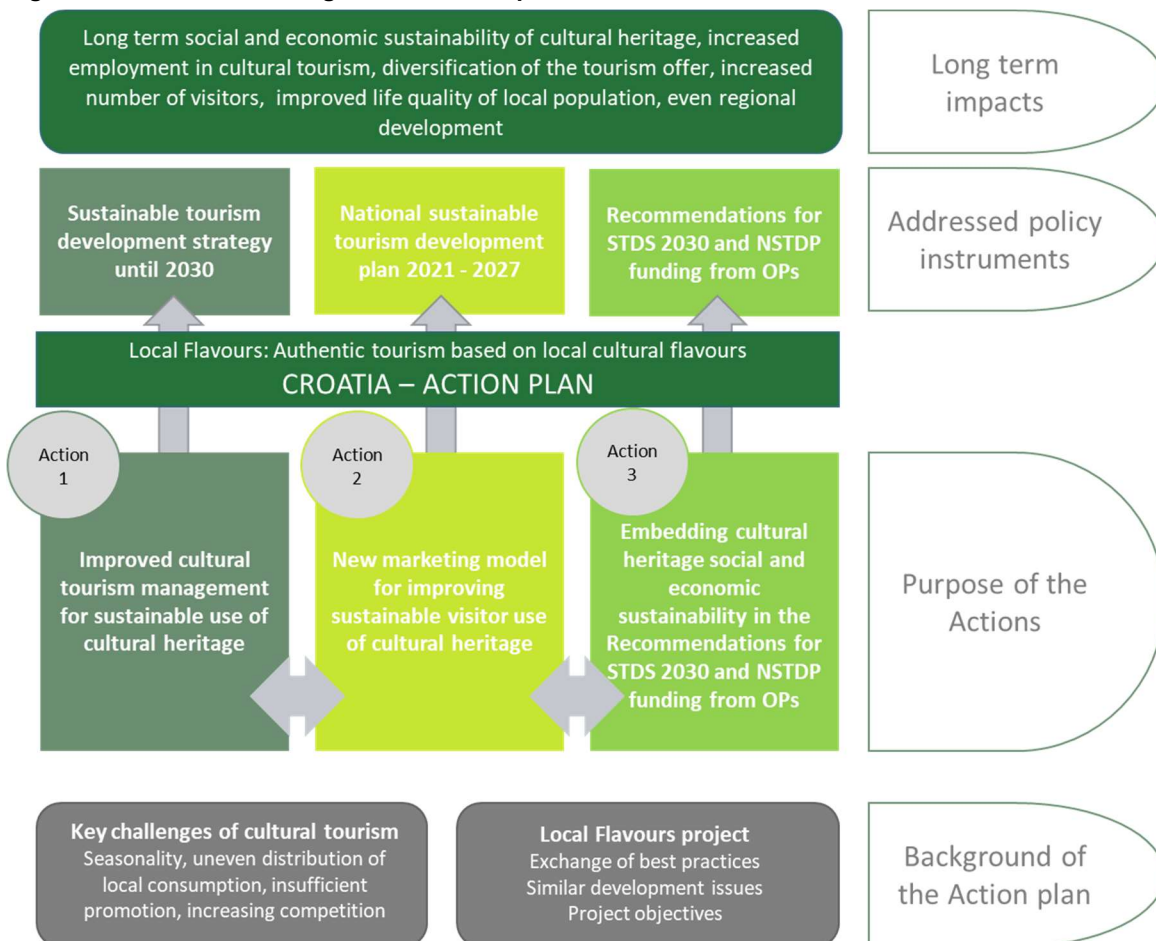 Long term social and economic sustainability of cultural heritage, increased
employment in cultural tourism, diversification of the tourism offer, increased
number of visitors, improved life quality of local population, even regional
development
Long term
impacts
Sustainable tourism
development strategy
until 2030
National sustainable
tourism development
plan 2021 - 2027
Recommendations for
STDS 2030 and NSTDP
funding from OPs
Addressed policy
instruments
Local Flavours: Authentic tourism based on local cultural flavours
CROATIA – ACTION PLAN
Action
1
Improved cultural
tourism management
for sustainable use of
cultural heritage
Action
2
New marketing model
for improving
sustainable visitor use
of cultural heritage
Action
3
Embedding cultural
heritage social and
economic
sustainability in the
Recommendations for
STDS 2030 and NSTDP
funding from OPs
Purpose of the
Actions
Key challenges of cultural tourism
Seasonality, uneven distribution of
local consumption, insufficient
promotion, increasing competition
Local Flavours project
Exchange of best practices
Similar development issues
Project objectives
Background of
the Action plan